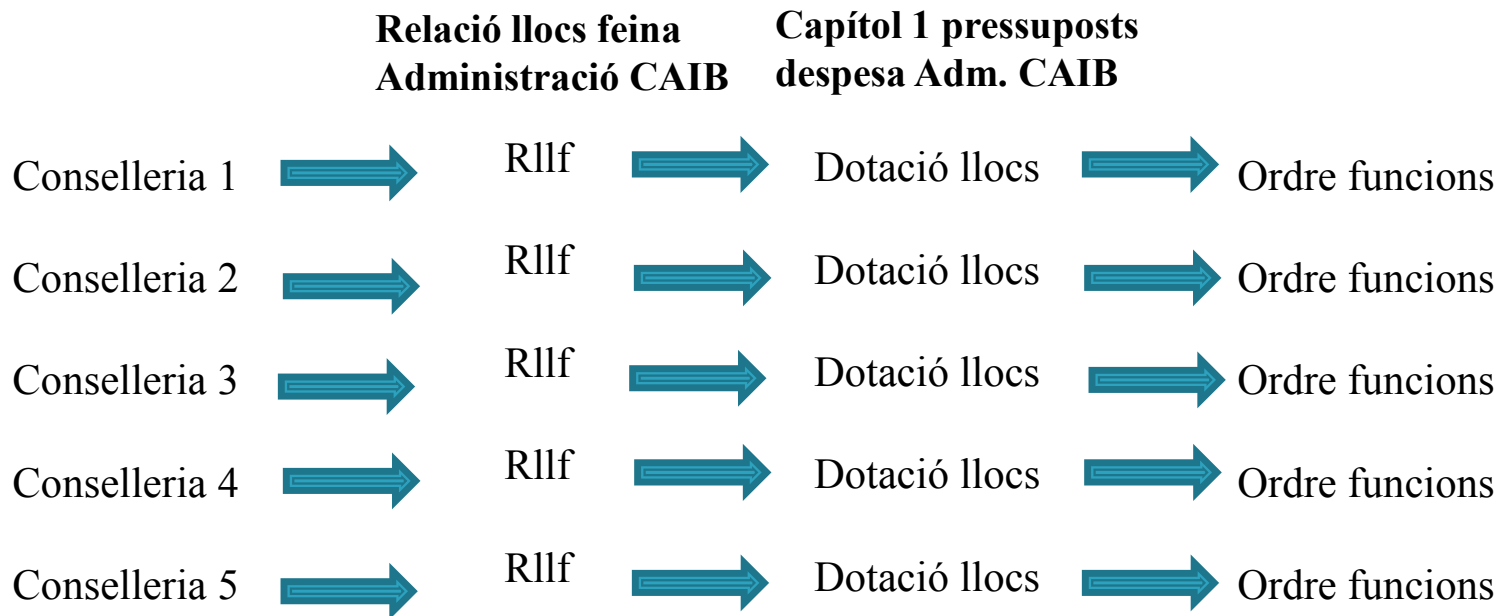 Relació llocs feina
Administració CAIB
Capítol 1 pressuposts
despesa Adm. CAIB
Conselleria 1 Rllf Dotació llocs Ordre funcions
Conselleria 2 Rllf Dotació llocs Ordre funcions
Conselleria 3 Rllf Dotació llocs Ordre funcions
Conselleria 4 Rllf Dotació llocs Ordre funcions
Conselleria 5 Rllf Dotació llocs Ordre funcions